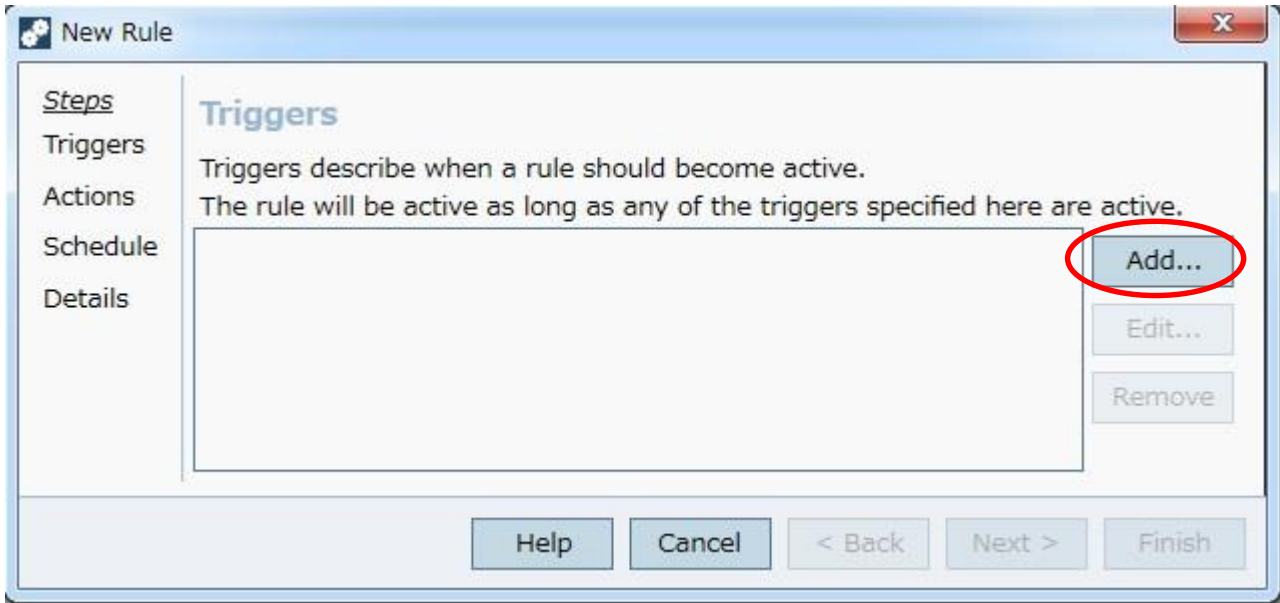 New Rule
x
Steps
Triggers
Actions
Schedule
Details
Triggers
Triggers describe when a rule should become active.
The rule will be active as long as any of the triggers specified here are active.
Add...
Edit...
Remove
Help
Cancel
< Back
Next >
Finish